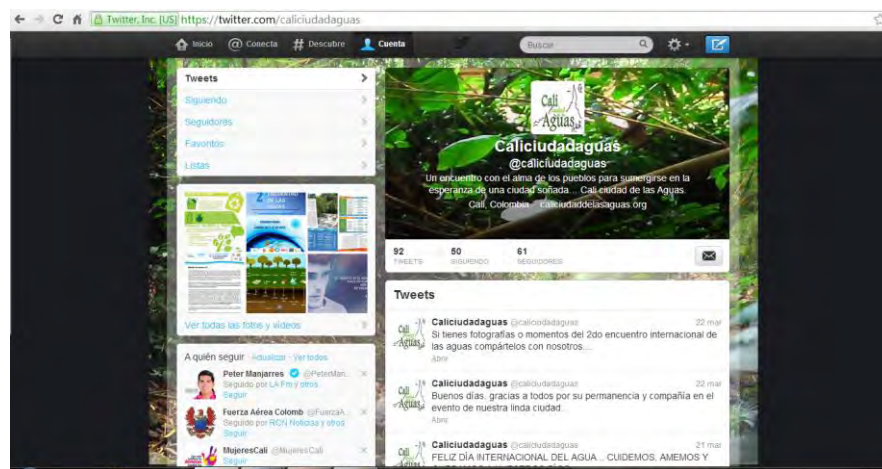 Twitter, Inc. [US] https://twitter.com/caliciudadaguas
Inicio Conecta Descubre Cuenta Buscar
Tweets
Siguiendo
Seguidores
Favoritos
Listas
Cali
Aguas
Caliciudadaguas
@caliciudadaguas
Un encuentro con el alma de los pueblos para sumergirse en la
esperanza de una ciudad soñada... Cali ciudad de las Aguas.
Cali, Colombia caliciudaddelasaguas.org
92 50 61
TWEETS SIGUIENDO SEGUIDORES
Ver todas las fotos y videos
A quién seguir · Actualizar · Ver todos
Peter Manjarres @PeterMan...
Seguido por LA Fm y otros
Seguir
Fuerza Aérea Colomb @FuerzaA...
Seguido por RCN Noticias y otros
Seguir
MujeresCali @MujeresCali
Seguir
Tweets
Caliciudadaguas @caliciudadaguas 22 mar
Si tienes fotografías o momentos del 2do encuentro internacional de
las aguas compártelos con nosotros....
Abrir
Caliciudadaguas @caliciudadaguas 22 mar
Buenos días, gracias a todos por su permanencia y compañía en el
evento de nuestra linda ciudad..
Abrir
Caliciudadaguas @caliciudadaguas 21 mar
FELIZ DÍA INTERNACIONAL DEL AGUA... CUIDEMOS, AMEMOS Y